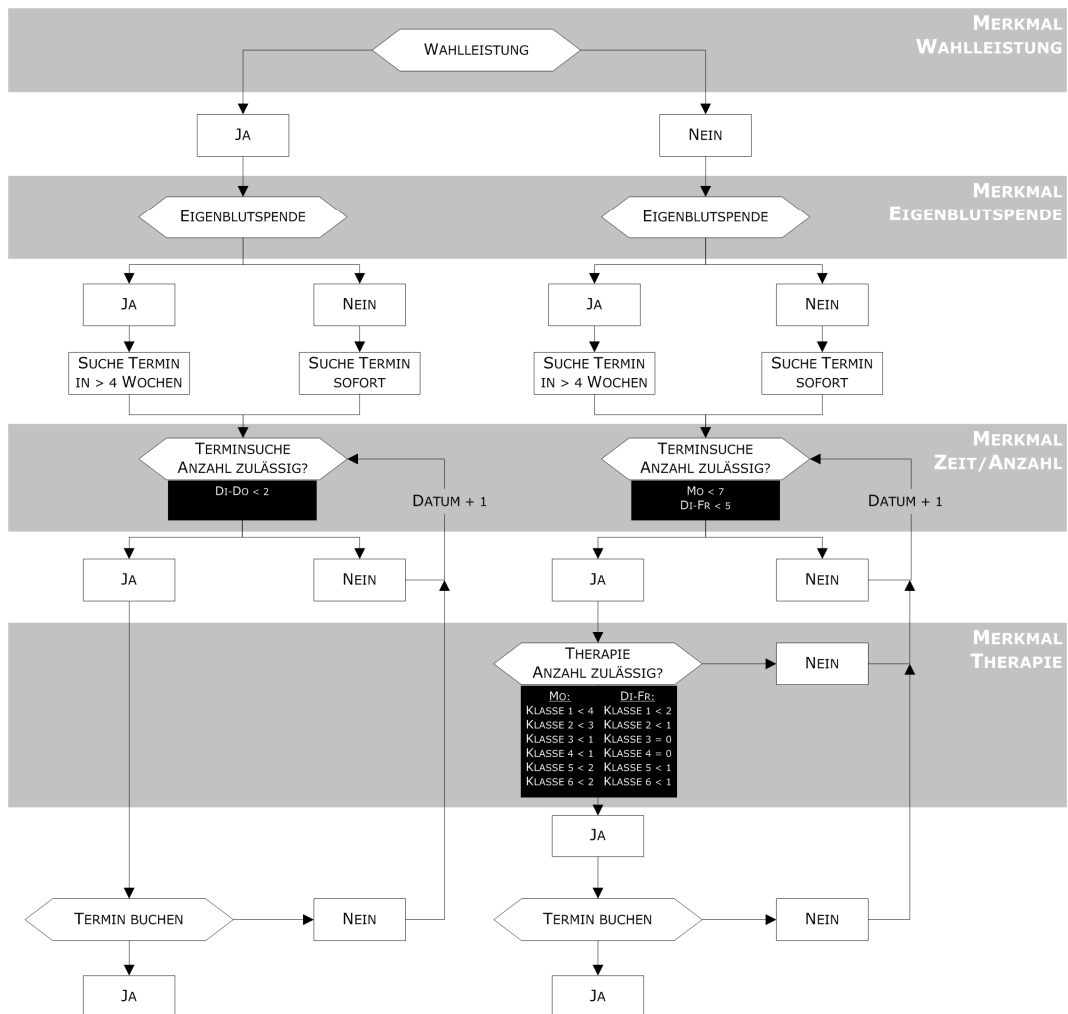 MERKMAL
WAHLLEISTUNG
WAHLLEISTUNG
JA
NEIN
MERKMAL
EIGENBLUTSPENDE
EIGENBLUTSPENDE
EIGENBLUTSPENDE
JA
NEIN
JA
NEIN
SUCHE TERMIN
IN > 4 WOCHEN
SUCHE TERMIN
SOFORT
SUCHE TERMIN
IN > 4 WOCHEN
SUCHE TERMIN
SOFORT
MERKMAL
ZEIT/ANZAHL
TERMINSUCHE
ANZAHL ZULÄSSIG?
DI-DO < 2
DATUM + 1
TERMINSUCHE
ANZAHL ZULÄSSIG?
MO < 7
DI-FR < 5
DATUM + 1
JA
NEIN
JA
NEIN
MERKMAL
THERAPIE
THERAPIE
ANZAHL ZULÄSSIG?
NEIN
MO: DI-FR:
KLASSE 1 < 4 KLASSE 1 < 2
KLASSE 2 < 3 KLASSE 2 < 1
KLASSE 3 < 1 KLASSE 3 = 0
KLASSE 4 < 1 KLASSE 4 = 0
KLASSE 5 < 2 KLASSE 5 < 1
KLASSE 6 < 2 KLASSE 6 < 1
JA
TERMIN BUCHEN
NEIN
TERMIN BUCHEN
NEIN
JA
JA